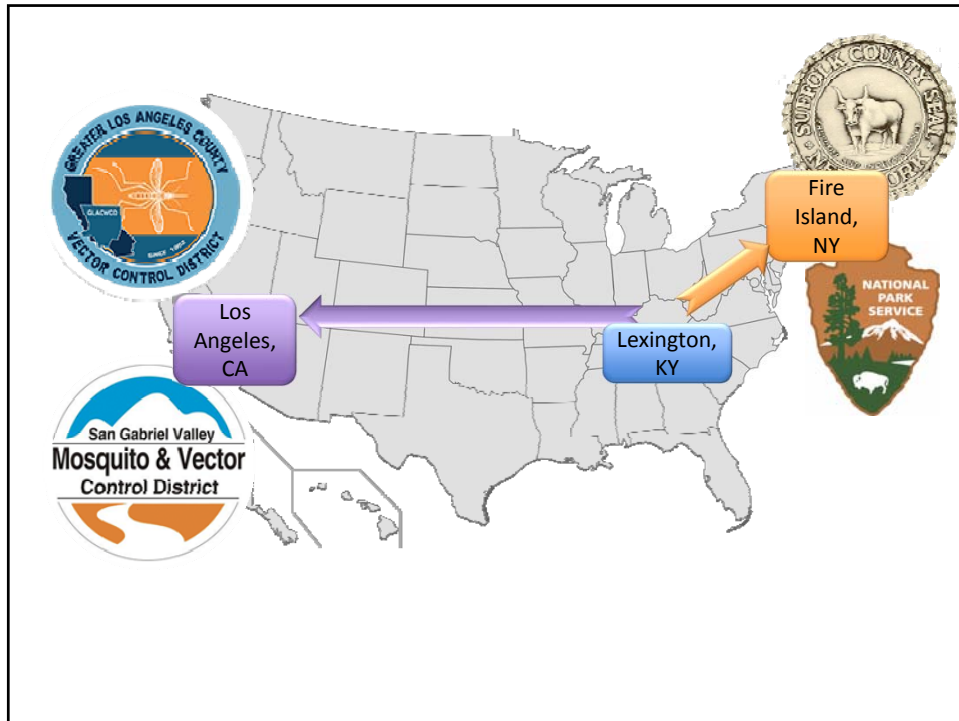 GREATER LOS ANGELES COUNTY
GLACVCD
SINCE 1952
VECTOR CONTROL DISTRICT
SUFFOLK COUNTY SEAL
NEW YORK
Fire
Island,
NY
NATIONAL
PARK
SERVICE
Los
Angeles,
CA
Lexington,
KY
San Gabriel Valley
Mosquito & Vector
Control District